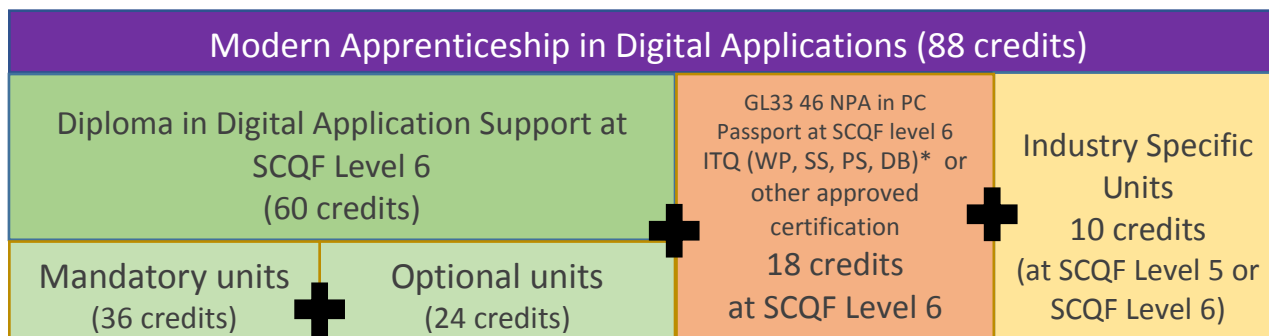 Modern Apprenticeship in Digital Applications (88 credits)
Diploma in Digital Application Support at
SCQF Level 6
(60 credits)
Mandatory units
(36 credits)
Optional units
(24 credits)
GL33 46 NPA in PC
Passport at SCQF level 6
ITQ (WP, SS, PS, DB)* or
other approved
certification
18 credits
at SCQF Level 6
Industry Specific
Units
10 credits
(at SCQF Level 5 or
SCQF Level 6)